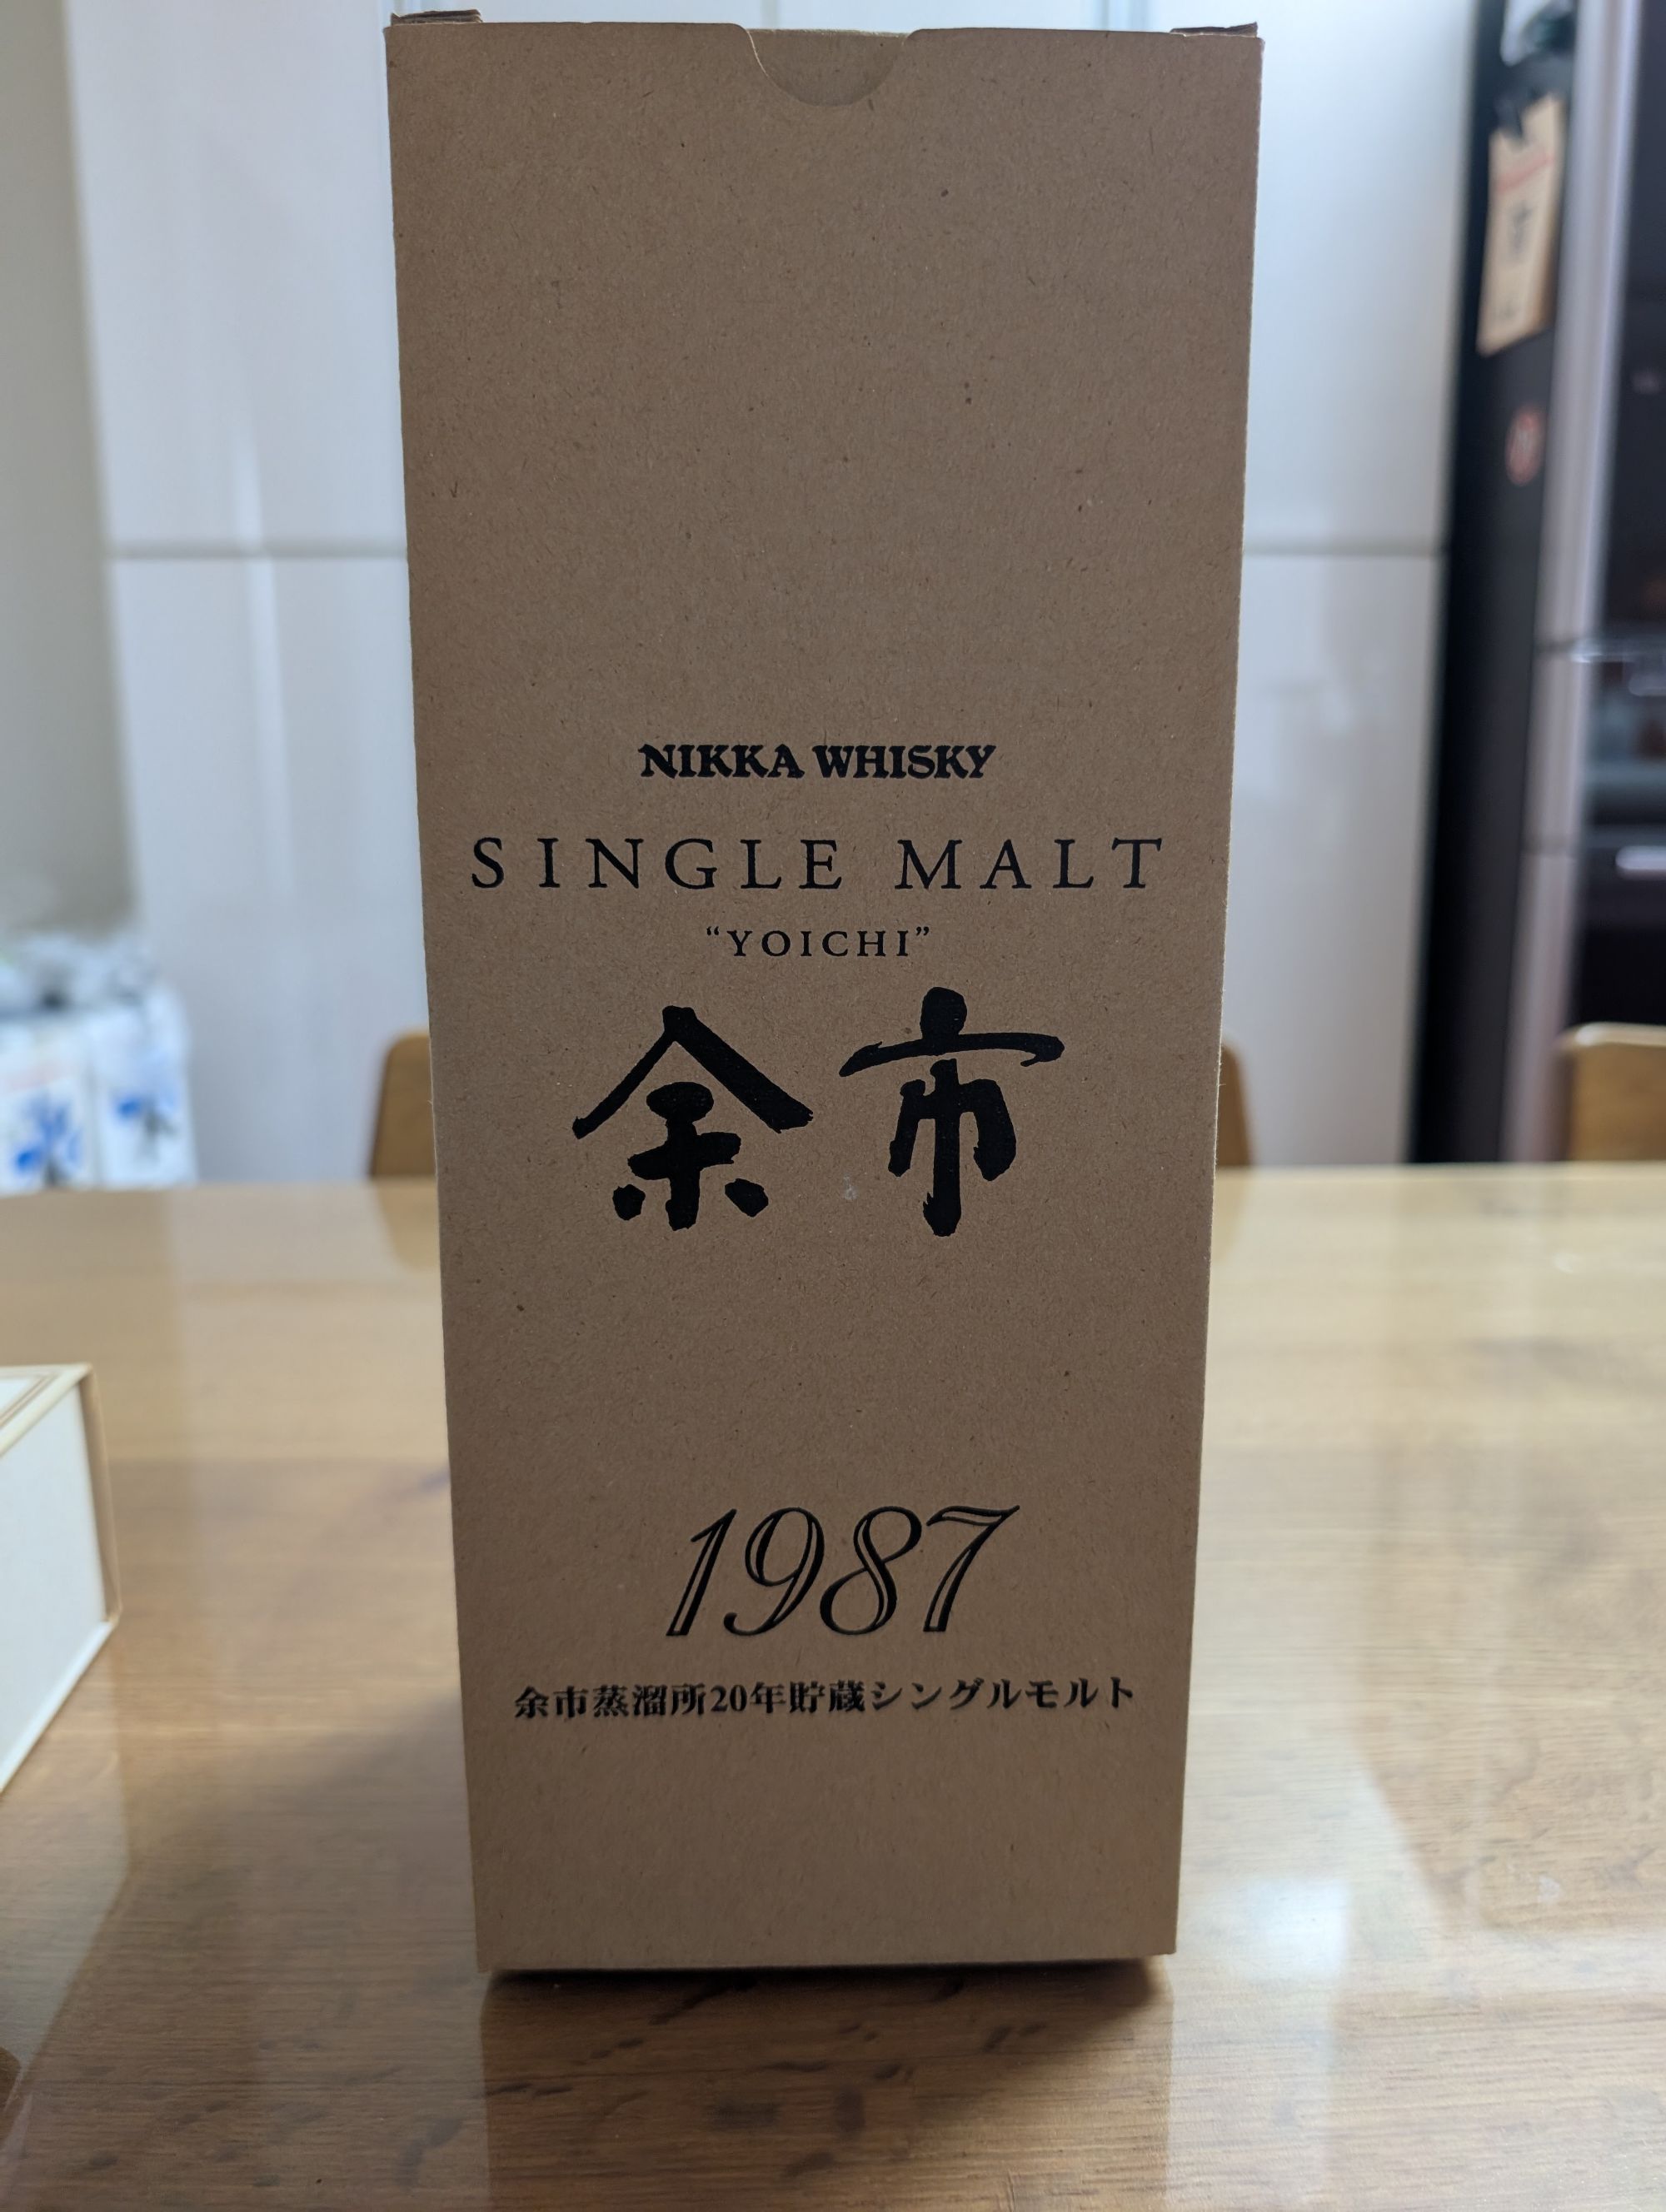 NIKKA WHISKY
SINGLE MALT
“YOICHI”
余市
1987
余市蒸溜所20年貯蔵シングルモルト